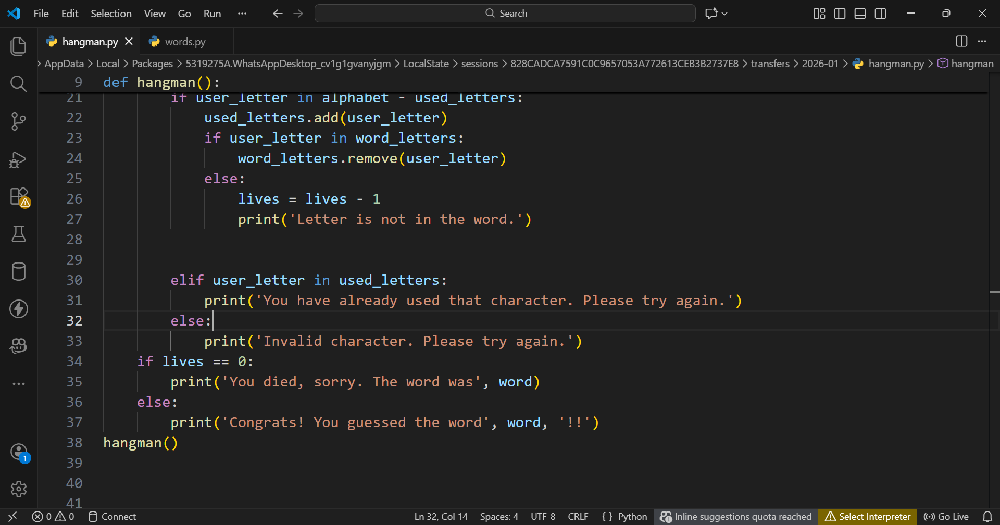 File Edit Selection View Go Run ··· Search
hangman.py words.py
AppData > Local > Packages > 5319275A.WhatsAppDesktop_cv1g1gvanyjgm > LocalState > sessions > 828CADCA7591C0C9657053A772613CEB3B2737E8 > transfers > 2026-01 > hangman.py > hangman
9 def hangman():
21 if user_letter in alphabet - used_letters:
22 used_letters.add(user_letter)
23 if user_letter in word_letters:
24 word_letters.remove(user_letter)
25 else:
26 lives = lives - 1
27 print('Letter is not in the word.')
28
29
30 elif user_letter in used_letters:
31 print('You have already used that character. Please try again.')
32 else:
33 print('Invalid character. Please try again.')
34 if lives == 0:
35 print('You died, sorry. The word was', word)
36 else:
37 print('Congrats! You guessed the word', word, '!!')
38 hangman()
39
40
41
1
0 0 Connect Ln 32, Col 14 Spaces: 4 UTF-8 CRLF { } Python Inline suggestions quota reached Select Interpreter Go Live